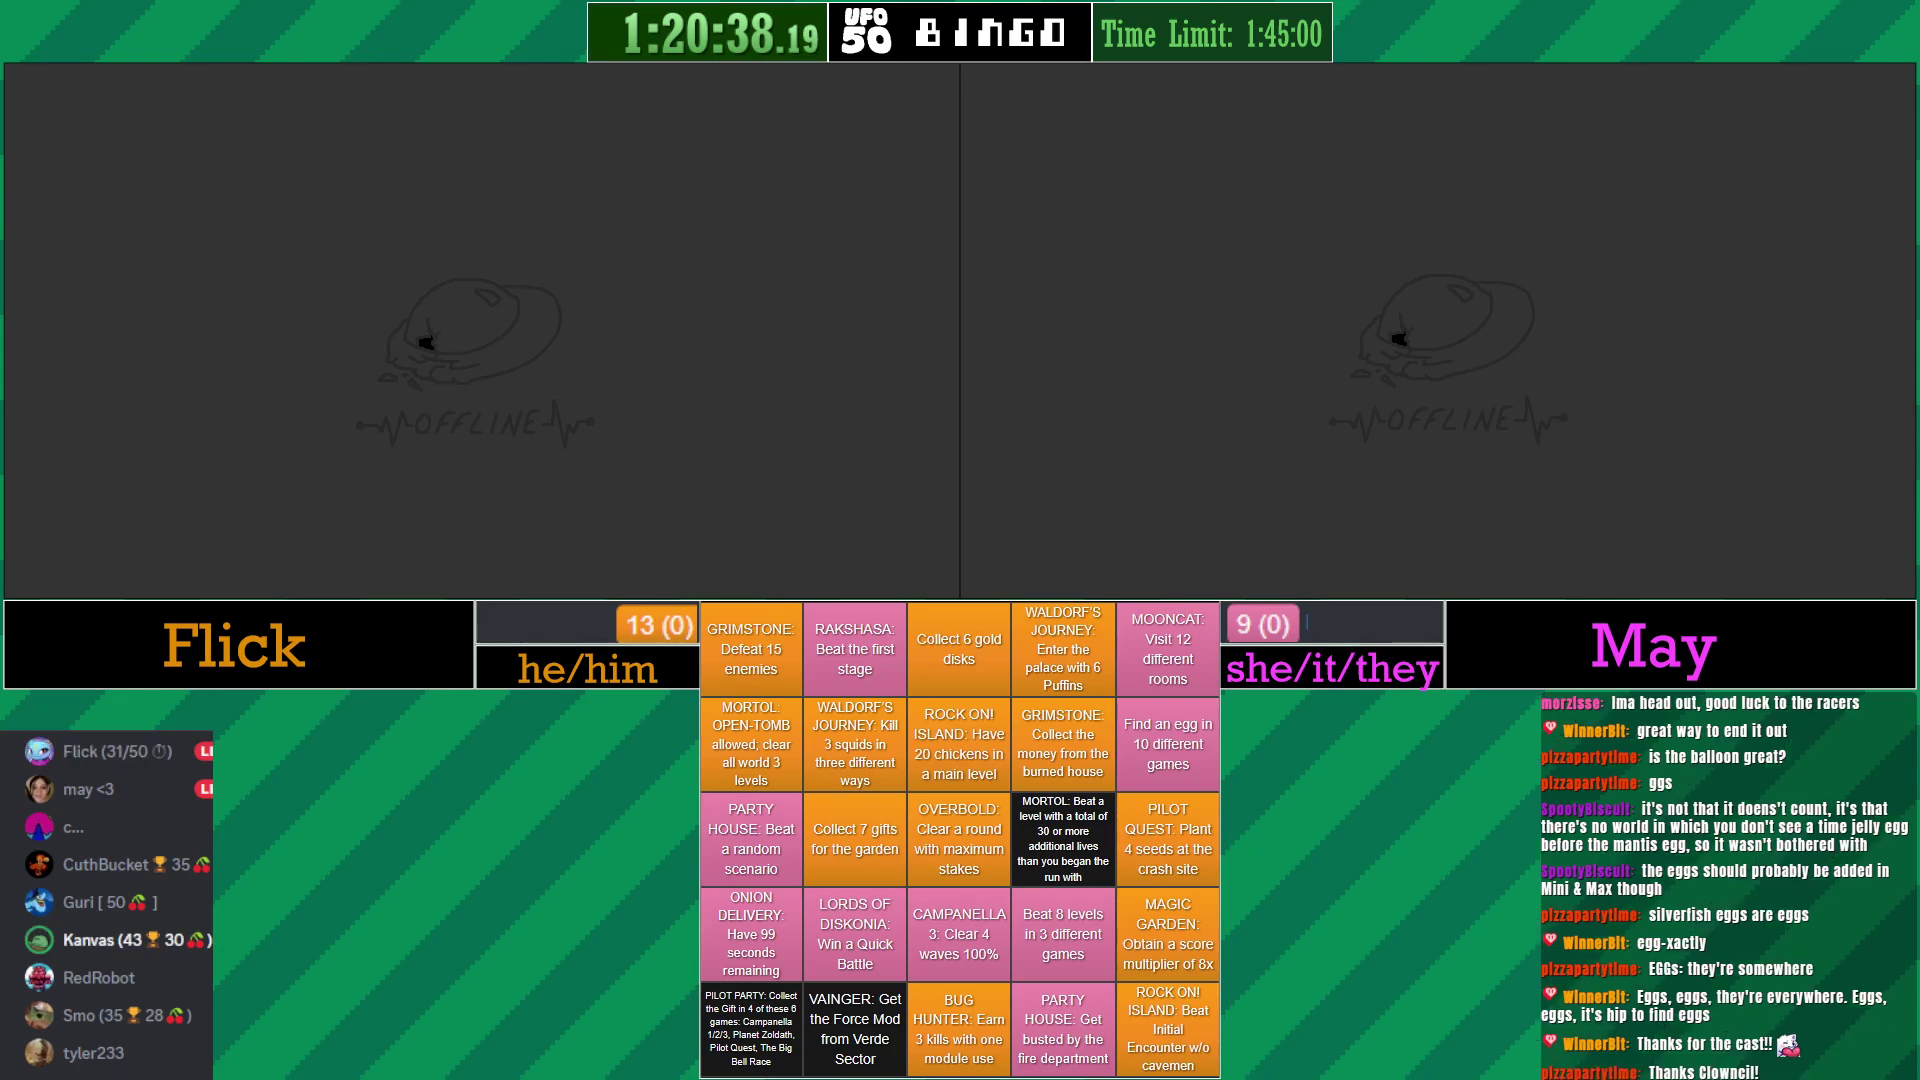 1:20:38.19
UFO 50
BINGO
Time Limit: 1:45:00
OFFLINE
OFFLINE
Flick
13 (0)
he/him
9 (0)
she/it/they
May
GRIMSTONE:
Defeat 15
enemies
RAKSHASA:
Beat the first
stage
Collect 6 gold
disks
WALDORF'S
JOURNEY:
Enter the
palace with 6
Puffins
MOONCAT:
Visit 12
different
rooms
MORTOL:
OPEN-TOMB
allowed; clear
all world 3
levels
WALDORF'S
JOURNEY: Kill
3 squids in
three different
ways
ROCK ON!
ISLAND: Have
20 chickens in
a main level
GRIMSTONE:
Collect the
money from the
burned house
Find an egg in
10 different
games
PARTY
HOUSE: Beat
a random
scenario
Collect 7 gifts
for the garden
OVERBOLD:
Clear a round
with maximum
stakes
MORTOL: Beat a
level with a total of
30 or more
additional lives
than you began the
run with
PILOT
QUEST: Plant
4 seeds at the
crash site
ONION
DELIVERY:
Have 99
seconds
remaining
LORDS OF
DISKONIA:
Win a Quick
Battle
CAMPANELLA
3: Clear 4
waves 100%
Beat 8 levels
in 3 different
games
MAGIC
GARDEN:
Obtain a score
multiplier of 8x
PILOT PARTY: Collect
the Gift in 4 of these 6
games: Campanella
1/2/3, Planet Zoldath,
Pilot Quest, The Big
Bell Race
VAINGER: Get
the Force Mod
from Verde
Sector
BUG
HUNTER: Earn
3 kills with one
module use
PARTY
HOUSE: Get
busted by the
fire department
ROCK ON!
ISLAND: Beat
Initial
Encounter w/o
cavemen
Flick (31/50 ⏱) LI
may <3 LI
c...
CuthBucket 🏆 35 🍒
Guri [ 50 🍒 ]
Kanvas (43 🏆 30 🍒)
RedRobot
Smo (35 🏆 28 🍒)
tyler233
morzisse: Ima head out, good luck to the racers
WinnerBit: great way to end it out
pizzapartytime: is the balloon great?
pizzapartytime: ggs
SpootyBiscuit: it's not that it doens't count, it's that
there's no world in which you don't see a time jelly egg
before the mantis egg, so it wasn't bothered with
SpootyBiscuit: the eggs should probably be added in
Mini & Max though
pizzapartytime: silverfish eggs are eggs
WinnerBit: egg-xactly
pizzapartytime: EGGs: they're somewhere
WinnerBit: Eggs, eggs, they're everywhere. Eggs,
eggs, it's hip to find eggs
WinnerBit: Thanks for the cast!!
pizzapartytime: Thanks Clowncil!